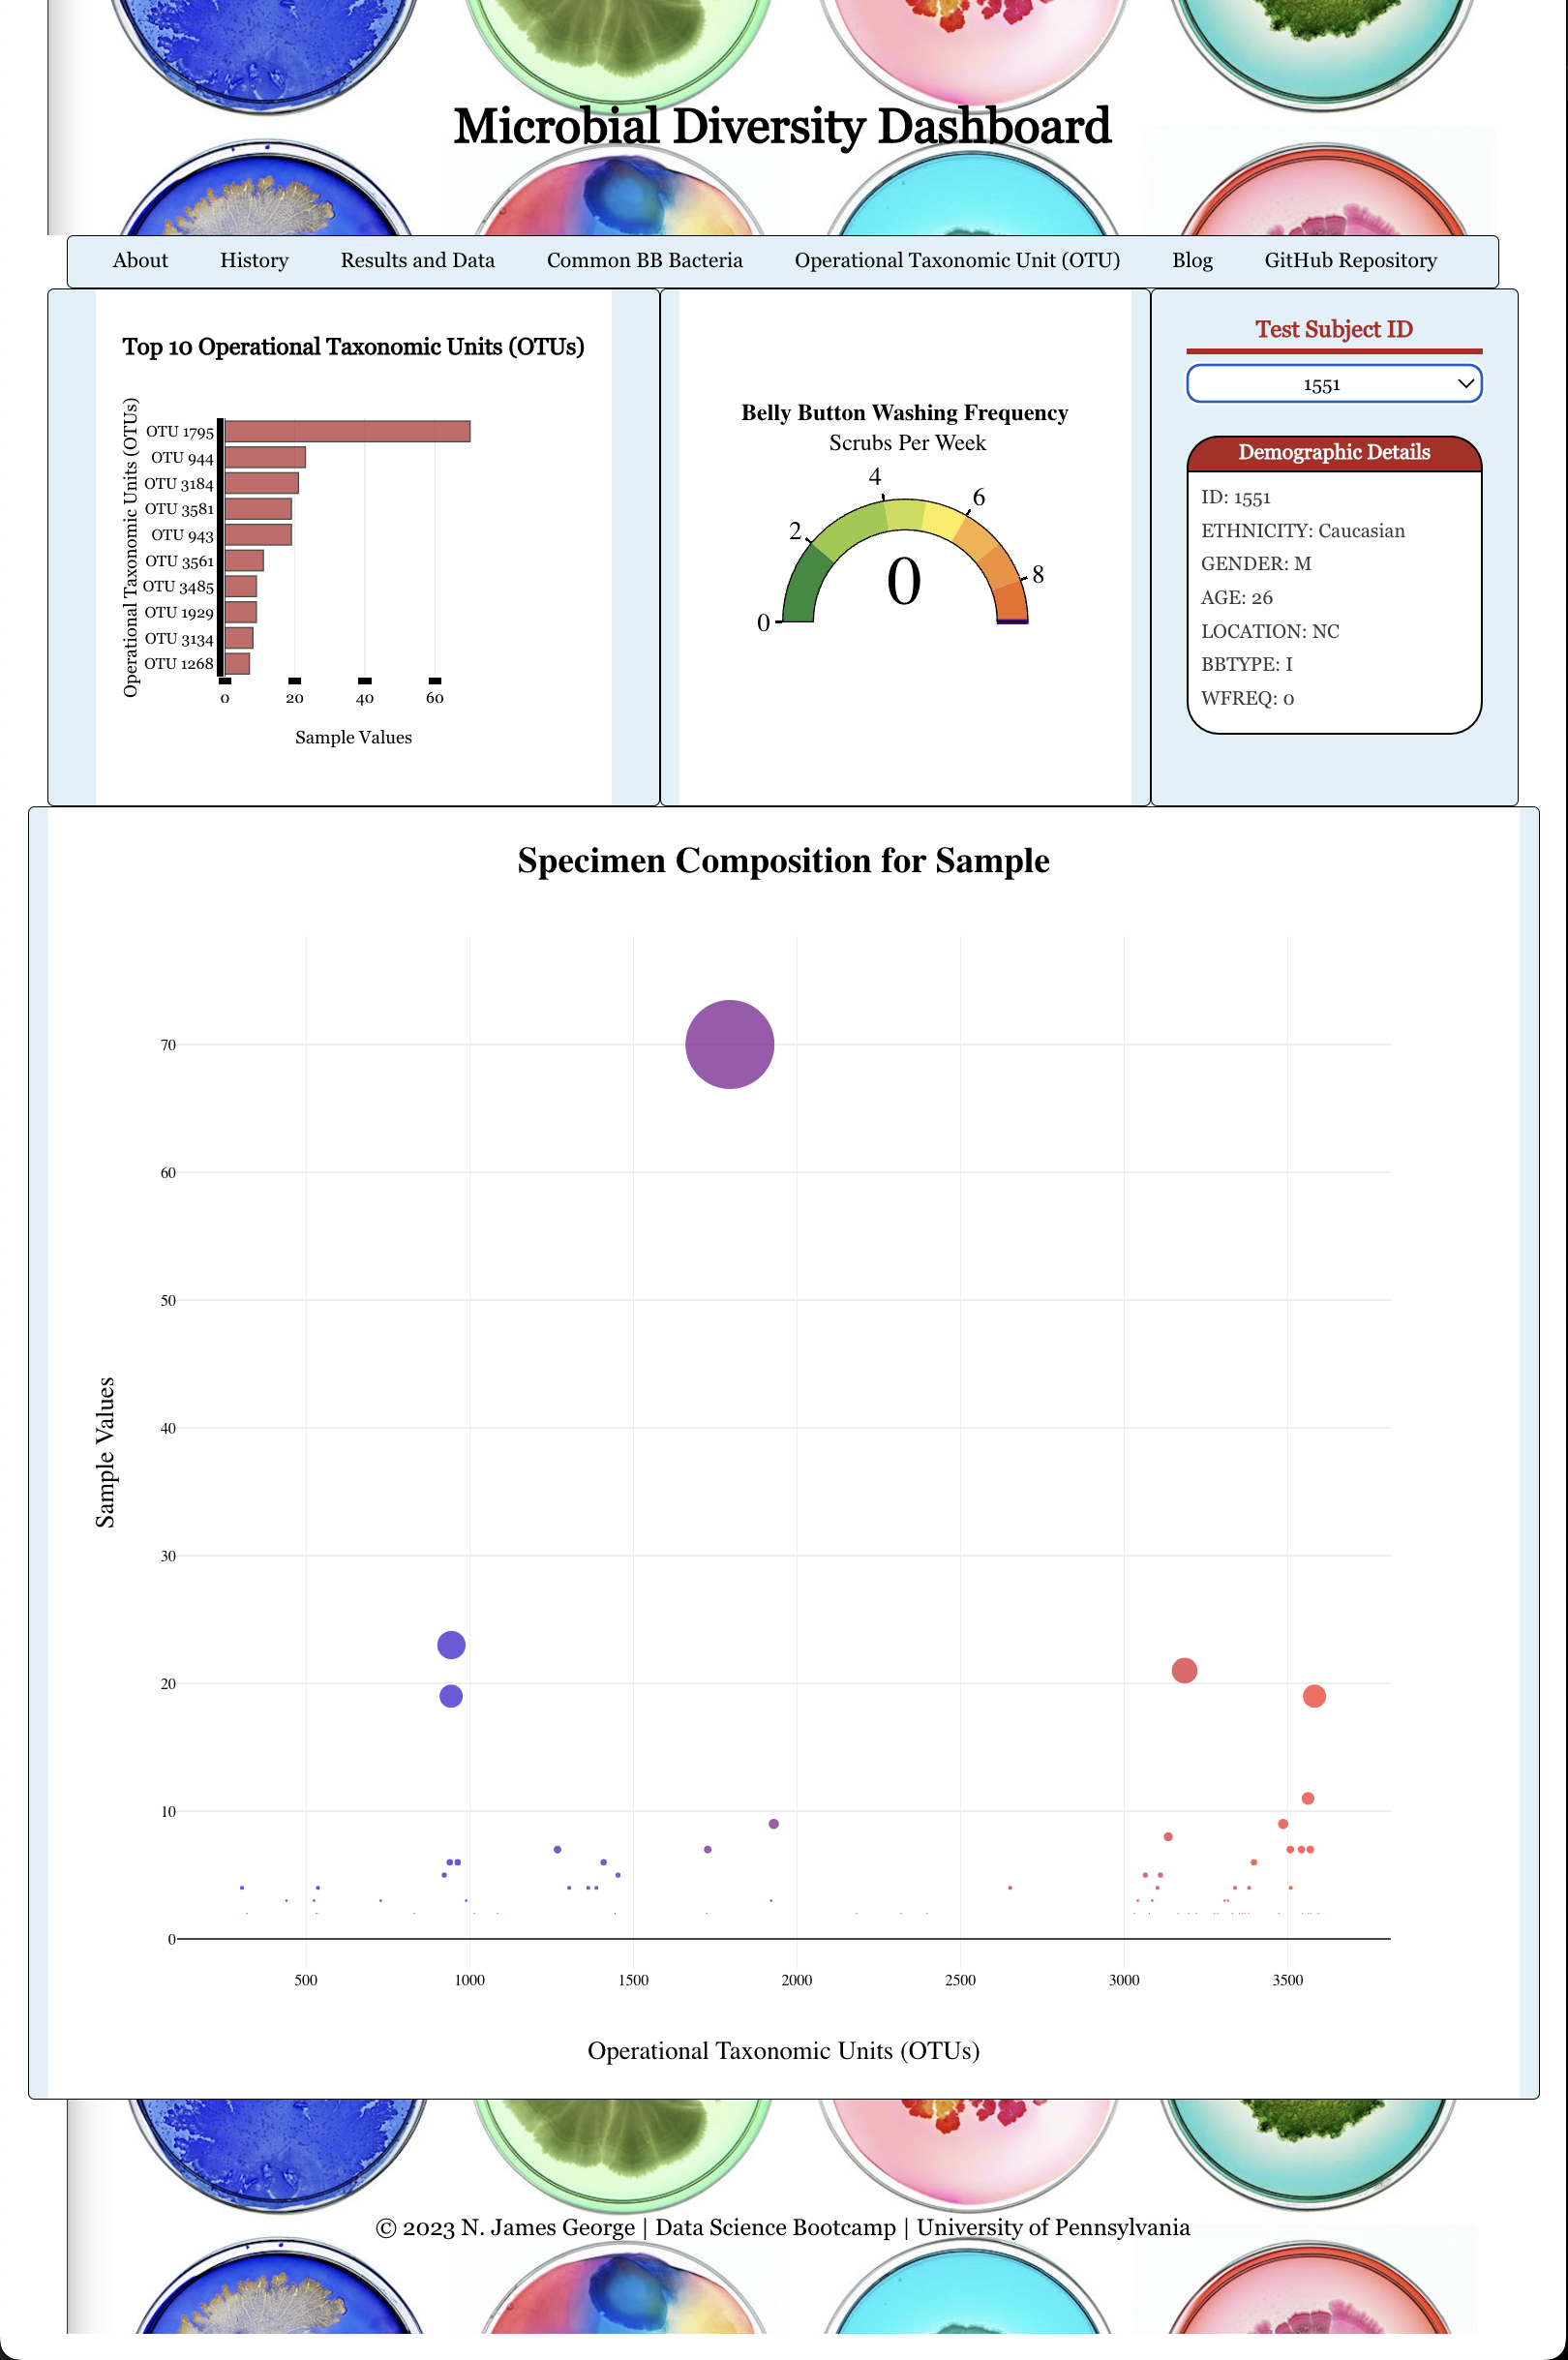 Microbial Diversity Dashboard
About History Results and Data Common BB Bacteria Operational Taxonomic Unit (OTU) Blog GitHub Repository
Top 10 Operational Taxonomic Units (OTUs)
Operational Taxonomic Units (OTUs)
OTU 1795
OTU 944
OTU 3184
OTU 3581
OTU 943
OTU 3561
OTU 3485
OTU 1929
OTU 3134
OTU 1268
0 20 40 60
Sample Values
Belly Button Washing Frequency
Scrubs Per Week
0
2
4
6
8
0
Test Subject ID
1551
Demographic Details
ID: 1551
ETHNICITY: Caucasian
GENDER: M
AGE: 26
LOCATION: NC
BBTYPE: I
WFREQ: 0
Specimen Composition for Sample
Sample Values
70
60
50
40
30
20
10
0
500 1000 1500 2000 2500 3000 3500
Operational Taxonomic Units (OTUs)
© 2023 N. James George | Data Science Bootcamp | University of Pennsylvania